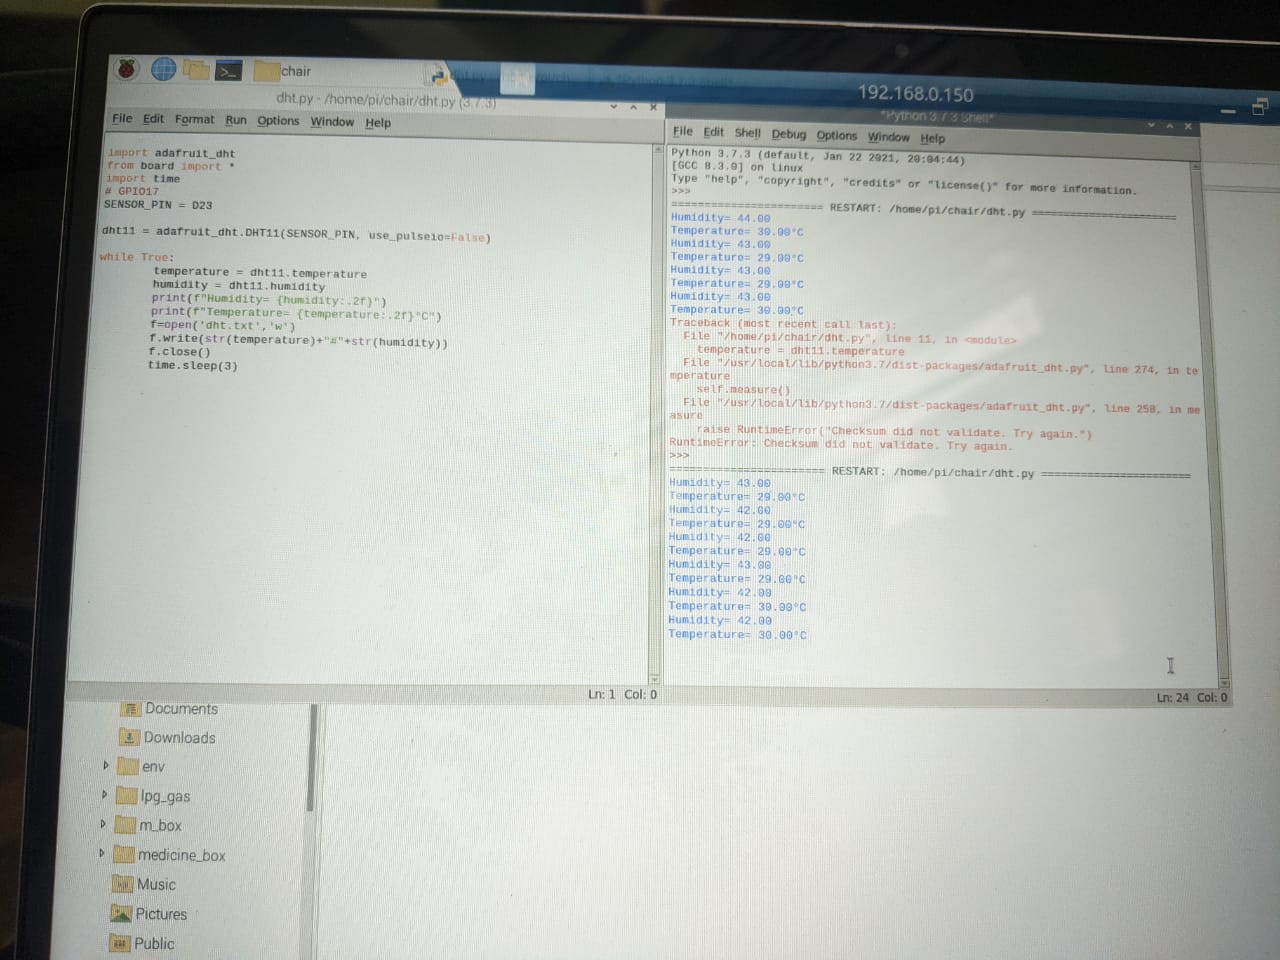 chair
192.168.0.150
dht.py - /home/pi/chair/dht.py (3.7.3)
File Edit Format Run Options Window Help
import adafruit_dht
from board import *
import time
# GPIO17
SENSOR_PIN = D23
dht11 = adafruit_dht.DHT11(SENSOR_PIN, use_pulseio=False)
while True:
temperature = dht11.temperature
humidity = dht11.humidity
print(f"Humidity= {humidity:.2f}")
print(f"Temperature= {temperature:.2f}°C")
f=open('dht.txt','w')
f.write(str(temperature)+"#"+str(humidity))
f.close()
time.sleep(3)
Ln: 1 Col: 0
*Python 3.7.3 Shell*
File Edit Shell Debug Options Window Help
Python 3.7.3 (default, Jan 22 2021, 20:04:44)
[GCC 8.3.0] on linux
Type "help", "copyright", "credits" or "license()" for more information.
>>>
======================= RESTART: /home/pi/chair/dht.py ======================
Humidity= 44.00
Temperature= 30.00°C
Humidity= 43.00
Temperature= 29.00°C
Humidity= 43.00
Temperature= 29.00°C
Humidity= 43.00
Temperature= 30.00°C
Traceback (most recent call last):
File "/home/pi/chair/dht.py", line 11, in <module>
temperature = dht11.temperature
File "/usr/local/lib/python3.7/dist-packages/adafruit_dht.py", line 274, in te
mperature
self.measure()
File "/usr/local/lib/python3.7/dist-packages/adafruit_dht.py", line 258, in me
asure
raise RuntimeError("Checksum did not validate. Try again.")
RuntimeError: Checksum did not validate. Try again.
>>>
======================= RESTART: /home/pi/chair/dht.py ======================
Humidity= 43.00
Temperature= 29.00°C
Humidity= 42.00
Temperature= 29.00°C
Humidity= 42.00
Temperature= 29.00°C
Humidity= 43.00
Temperature= 29.00°C
Humidity= 42.00
Temperature= 30.00°C
Humidity= 42.00
Temperature= 30.00°C
Ln: 24 Col: 0
Documents
Downloads
env
lpg_gas
m_box
medicine_box
Music
Pictures
Public